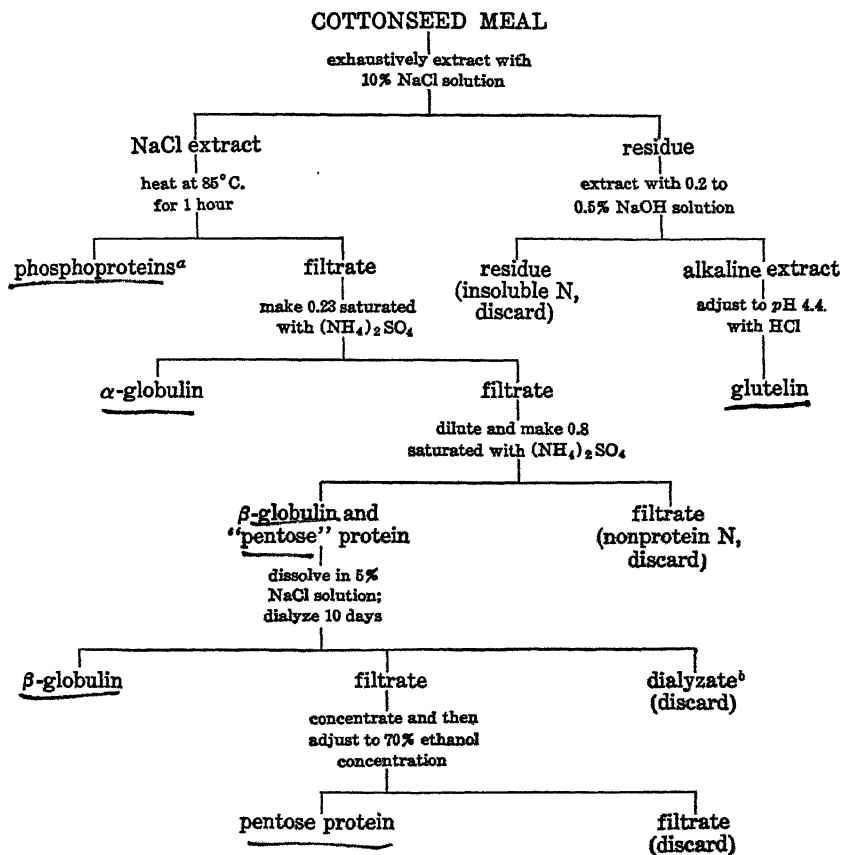 COTTONSEED MEAL
exhaustively extract with
10% NaCl solution
NaCl extract
residue
heat at 85°C.
for 1 hour
extract with 0.2 to
0.5% NaOH solution
phosphoproteinsᵃ
filtrate
residue
(insoluble N,
discard)
alkaline extract
make 0.23 saturated
with (NH₄)₂SO₄
adjust to pH 4.4.
with HCl
α-globulin
filtrate
glutelin
dilute and make 0.8
saturated with (NH₄)₂SO₄
β-globulin and
"pentose" protein
filtrate
(nonprotein N,
discard)
dissolve in 5%
NaCl solution;
dialyze 10 days
β-globulin
filtrate
dialyzateᵇ
(discard)
concentrate and then
adjust to 70% ethanol
concentration
pentose protein
filtrate
(discard)